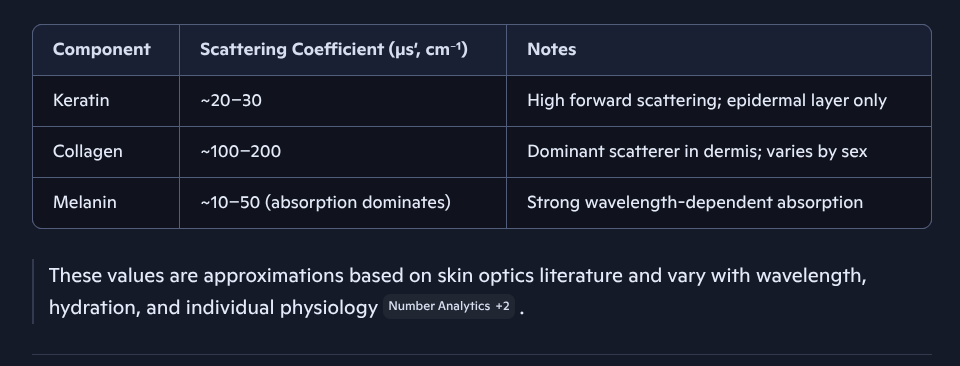 Component Scattering Coefficient (μs′, cm⁻¹) Notes
Keratin ~20–30 High forward scattering; epidermal layer only
Collagen ~100–200 Dominant scatterer in dermis; varies by sex
Melanin ~10–50 (absorption dominates) Strong wavelength-dependent absorption
These values are approximations based on skin optics literature and vary with wavelength,
hydration, and individual physiology Number Analytics +2 .